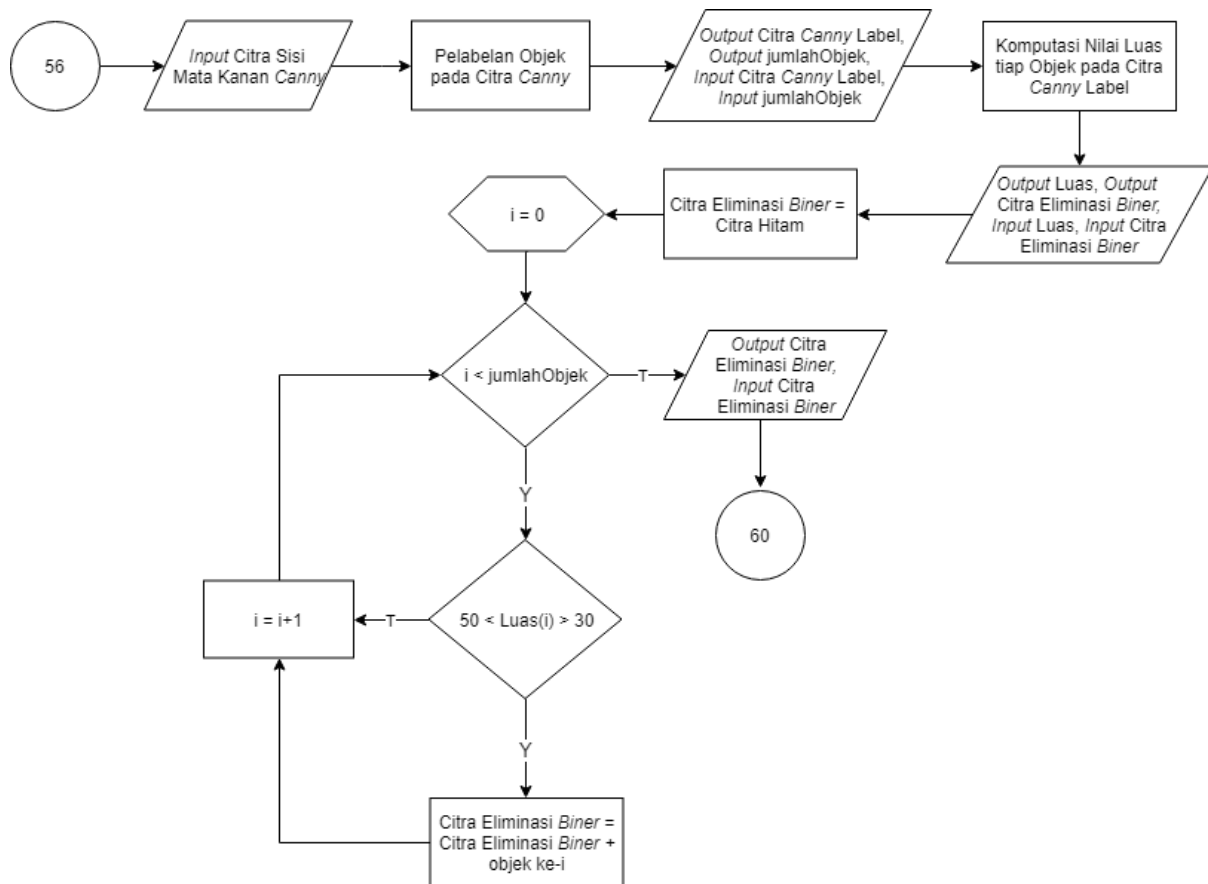 56
Input Citra Sisi
Mata Kanan Canny
Pelabelan Objek
pada Citra Canny
Output Citra Canny Label,
Output jumlahObjek,
Input Citra Canny Label,
Input jumlahObjek
Komputasi Nilai Luas
tiap Objek pada Citra
Canny Label
Output Luas, Output
Citra Eliminasi Biner,
Input Luas, Input Citra
Eliminasi Biner
Citra Eliminasi Biner =
Citra Hitam
i = 0
i < jumlahObjek
T
Output Citra
Eliminasi Biner,
Input Citra
Eliminasi Biner
60
Y
50 < Luas(i) > 30
T
i = i+1
Y
Citra Eliminasi Biner =
Citra Eliminasi Biner +
objek ke-i